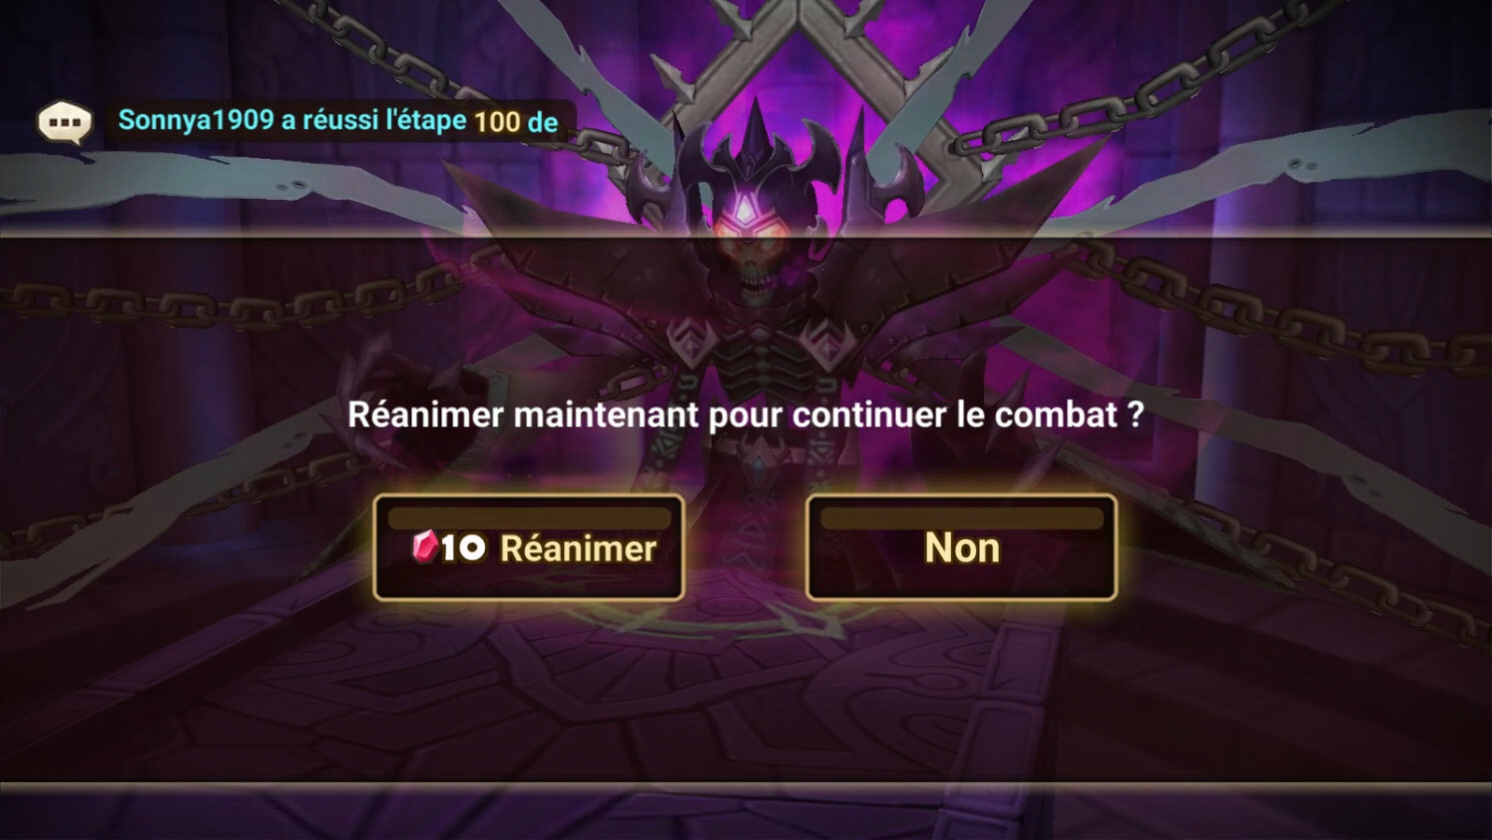 Sonnya1909 a réussi l'étape 100 de
Réanimer maintenant pour continuer le combat ?
10 Réanimer
Non